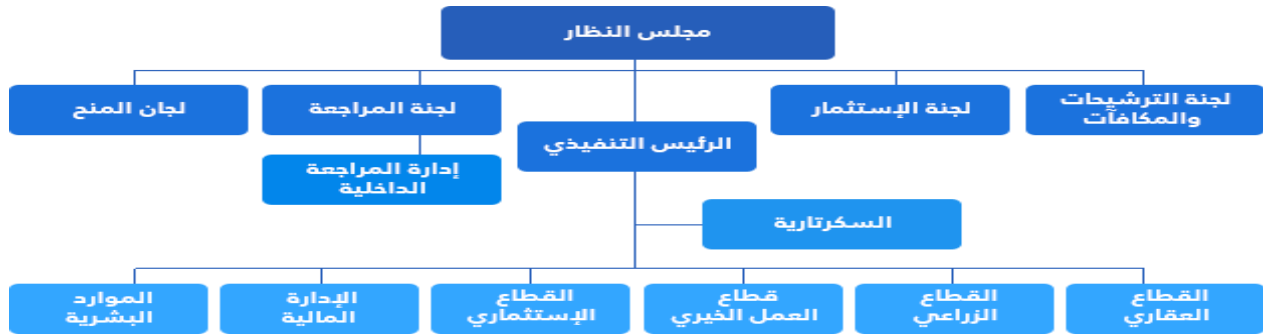 مجلس النظار
لجنة الترشيحات
والمكافآت
لجنة الإستثمار
لجنة المراجعة
لجان المنح
الرئيس التنفيذي
إدارة المراجعة
الداخلية
السكرتارية
القطاع
العقاري
القطاع
الزراعي
قطاع
العمل الخيري
القطاع
الإستثماري
الإدارة
المالية
الموارد
البشرية